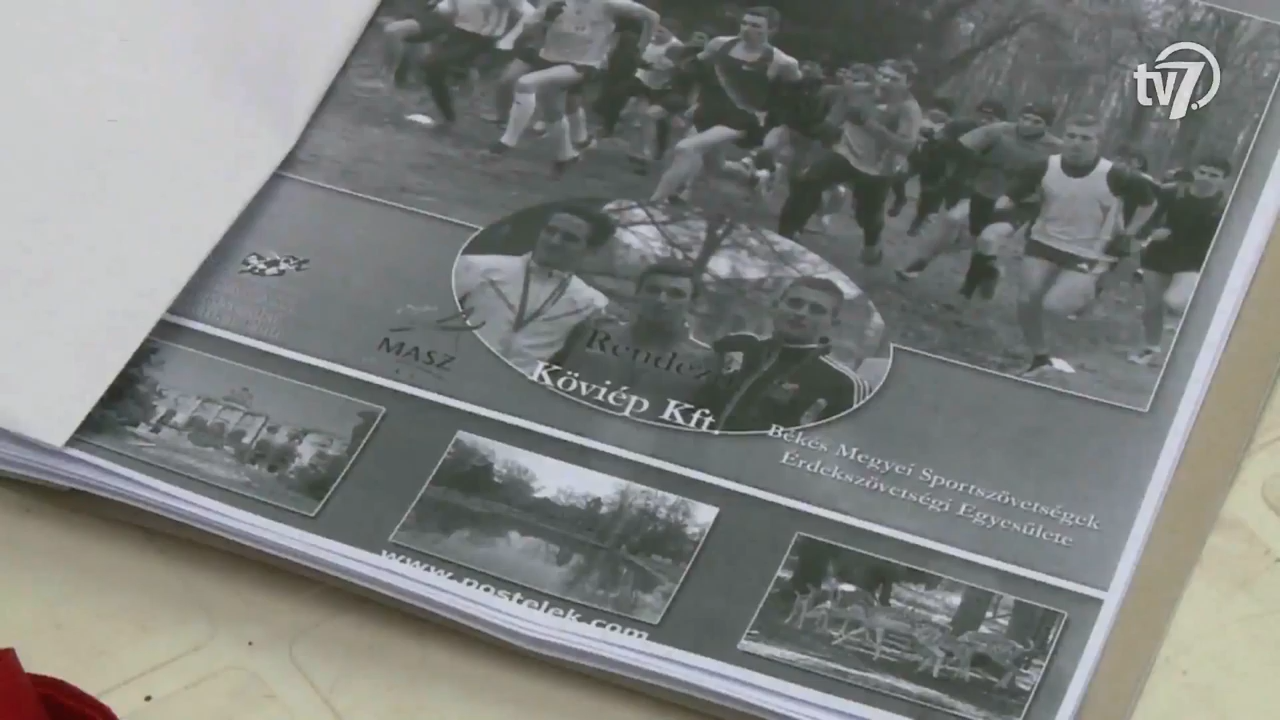 tv7.
MASZ
Rendez
Köviép Kft.
Békés Megyei Sportszövetségek
Érdekszövetségi Egyesülete
www.postelek.com